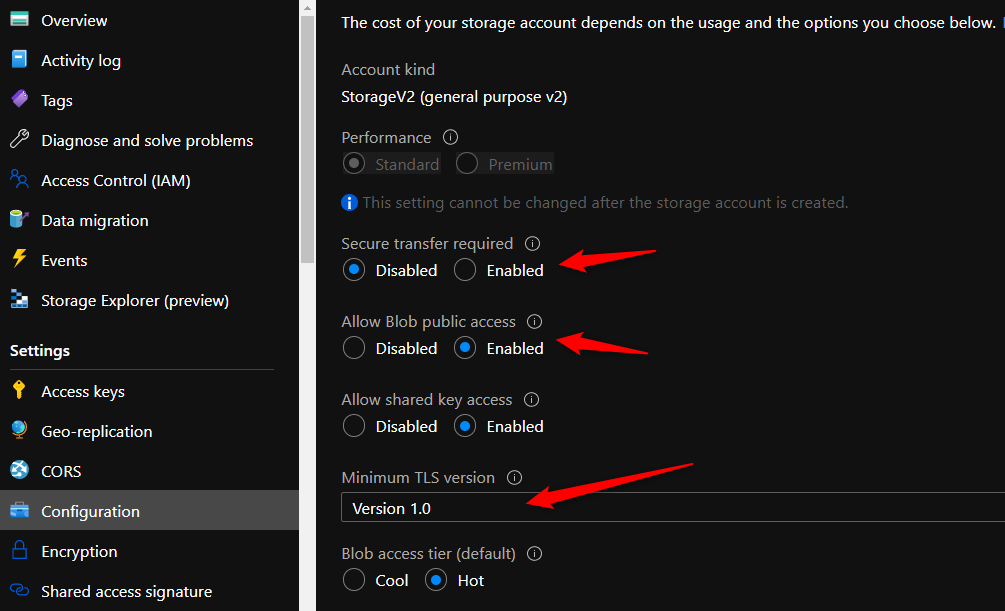 Overview
Activity log
Tags
Diagnose and solve problems
Access Control (IAM)
Data migration
Events
Storage Explorer (preview)
Settings
Access keys
Geo-replication
CORS
Configuration
Encryption
Shared access signature
The cost of your storage account depends on the usage and the options you choose below.
Account kind
StorageV2 (general purpose v2)
Performance
Standard Premium
This setting cannot be changed after the storage account is created.
Secure transfer required
Disabled Enabled
Allow Blob public access
Disabled Enabled
Allow shared key access
Disabled Enabled
Minimum TLS version
Version 1.0
Blob access tier (default)
Cool Hot